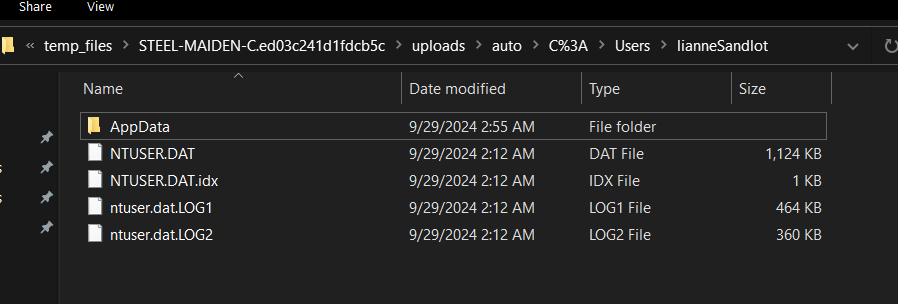 Share View
« temp_files > STEEL-MAIDEN-C.ed03c241d1fdcb5c > uploads > auto > C%3A > Users > lianneSandlot
Name Date modified Type Size
AppData 9/29/2024 2:55 AM File folder
NTUSER.DAT 9/29/2024 2:12 AM DAT File 1,124 KB
NTUSER.DAT.idx 9/29/2024 2:12 AM IDX File 1 KB
ntuser.dat.LOG1 9/29/2024 2:12 AM LOG1 File 464 KB
ntuser.dat.LOG2 9/29/2024 2:12 AM LOG2 File 360 KB